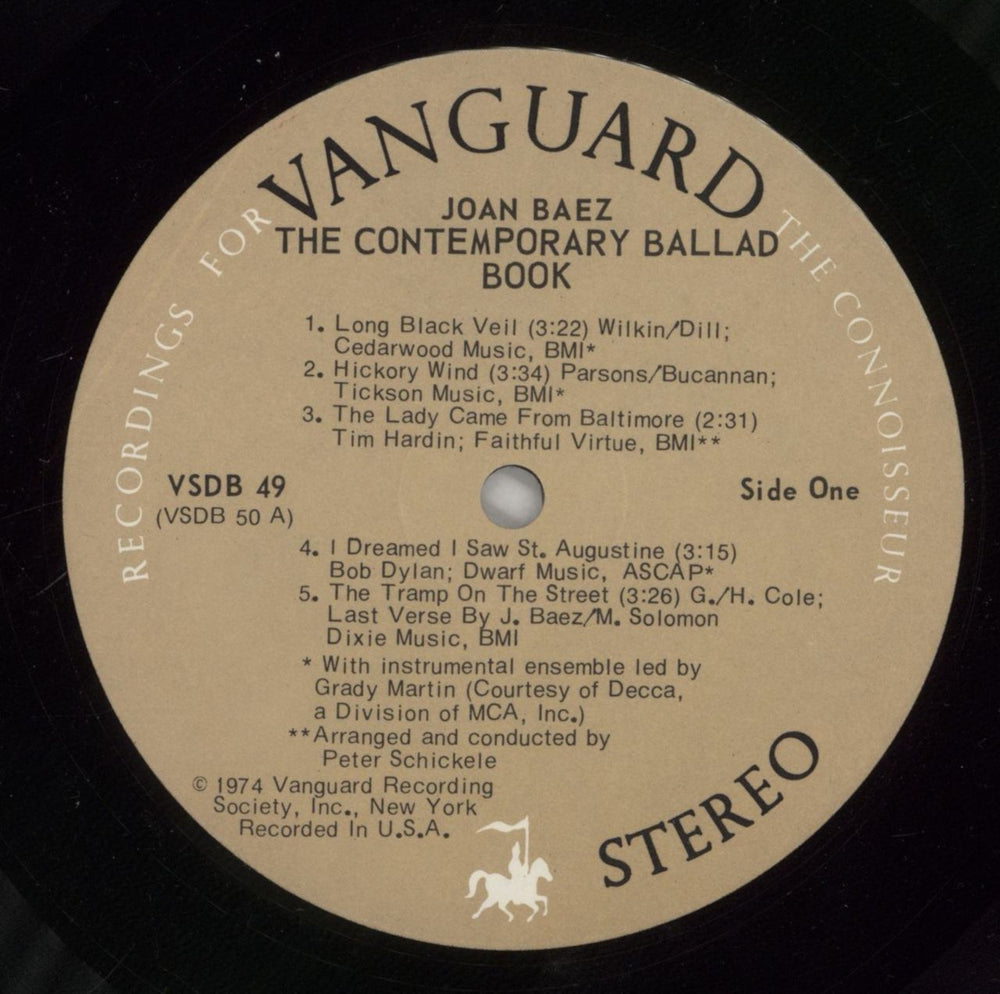 VANGUARD
RECORDINGS FOR THE CONNOISSEUR
JOAN BAEZ
THE CONTEMPORARY BALLAD
BOOK
1. Long Black Veil (3:22) Wilkin/Dill;
Cedarwood Music, BMI*
2. Hickory Wind (3:34) Parsons/Bucannan;
Tickson Music, BMI*
3. The Lady Came From Baltimore (2:31)
Tim Hardin; Faithful Virtue, BMI**
VSDB 49
(VSDB 50 A)
Side One
4. I Dreamed I Saw St. Augustine (3:15)
Bob Dylan; Dwarf Music, ASCAP*
5. The Tramp On The Street (3:26) G./H. Cole;
Last Verse By J. Baez/M. Solomon
Dixie Music, BMI
* With instrumental ensemble led by
Grady Martin (Courtesy of Decca,
a Division of MCA, Inc.)
**Arranged and conducted by
Peter Schickele
© 1974 Vanguard Recording
Society, Inc., New York
Recorded In U.S.A.
STEREO